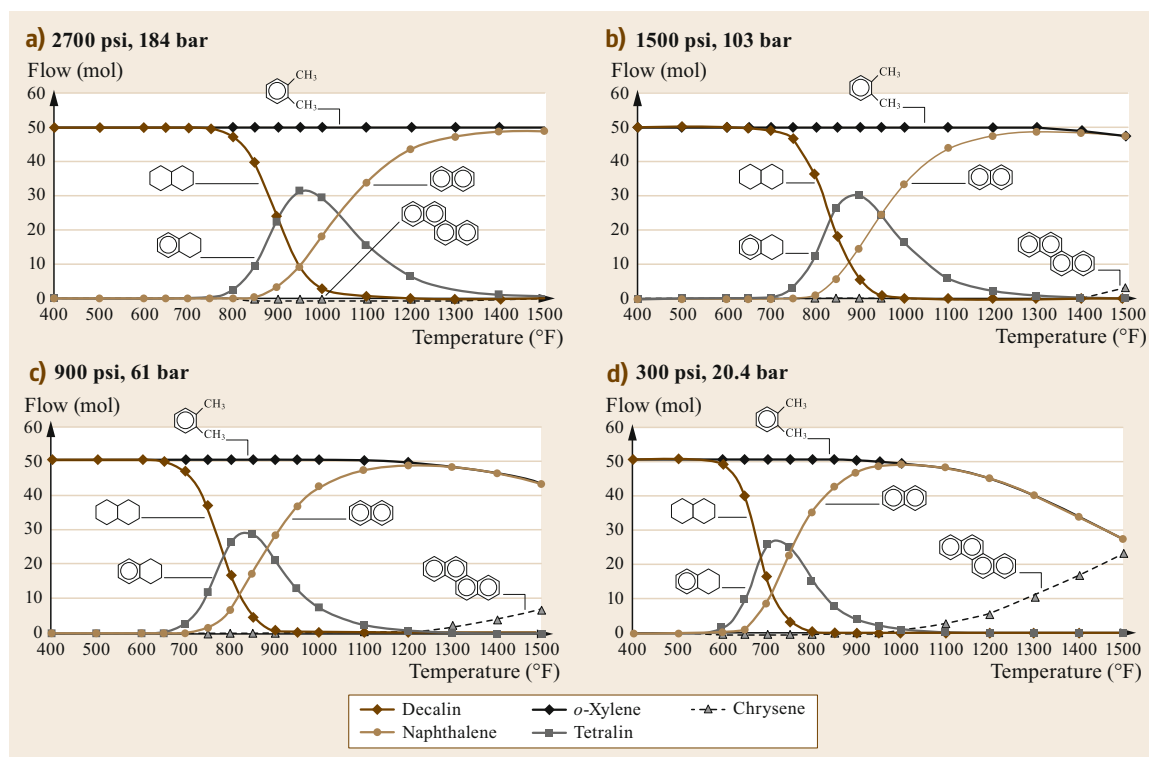 a) 2700 psi, 184 bar
Flow (mol)
60
50
40
30
20
10
0
CH3
CH3
400 500 600 700 800 900 1000 1100 1200 1300 1400 1500
Temperature (°F)
b) 1500 psi, 103 bar
Flow (mol)
60
50
40
30
20
10
0
CH3
CH3
400 500 600 700 800 900 1000 1100 1200 1300 1400 1500
Temperature (°F)
c) 900 psi, 61 bar
Flow (mol)
60
50
40
30
20
10
0
CH3
CH3
400 500 600 700 800 900 1000 1100 1200 1300 1400 1500
Temperature (°F)
d) 300 psi, 20.4 bar
Flow (mol)
60
50
40
30
20
10
0
CH3
CH3
400 500 600 700 800 900 1000 1100 1200 1300 1400 1500
Temperature (°F)
Decalin o-Xylene Chrysene
Naphthalene Tetralin